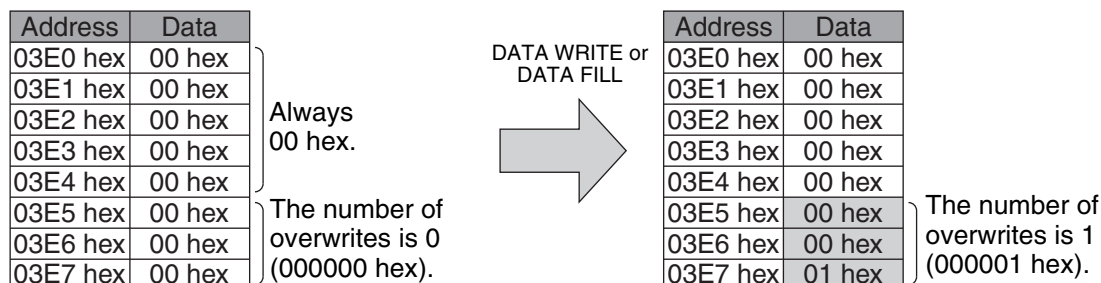 Address Data
03E0 hex 00 hex
03E1 hex 00 hex
03E2 hex 00 hex
03E3 hex 00 hex
03E4 hex 00 hex
03E5 hex 00 hex
03E6 hex 00 hex
03E7 hex 00 hex
Always
00 hex.
The number of
overwrites is 0
(000000 hex).
DATA WRITE or
DATA FILL
Address Data
03E0 hex 00 hex
03E1 hex 00 hex
03E2 hex 00 hex
03E3 hex 00 hex
03E4 hex 00 hex
03E5 hex 00 hex
03E6 hex 00 hex
03E7 hex 01 hex
The number of
overwrites is 1
(000001 hex).